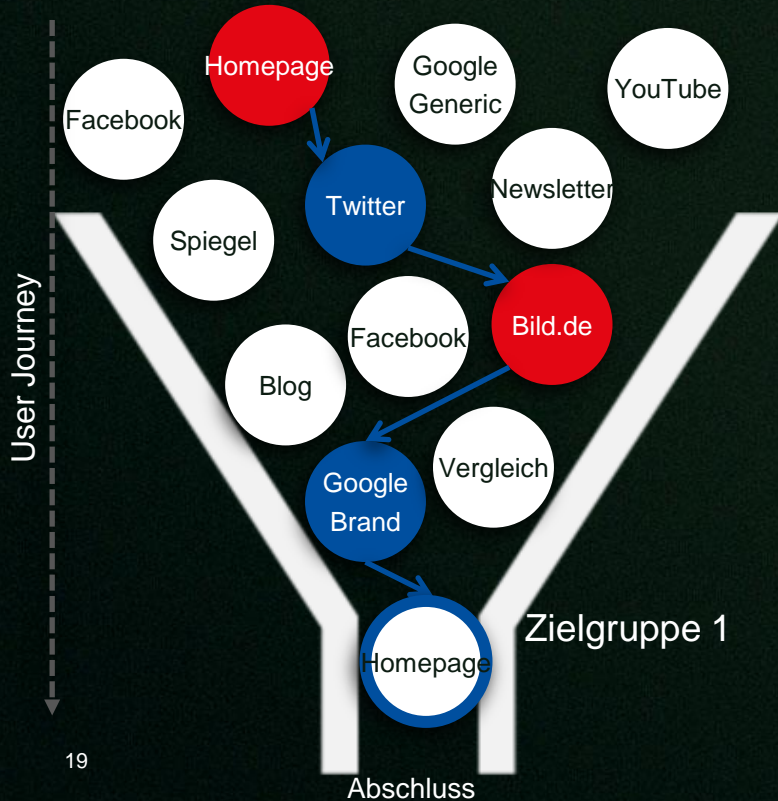 Homepage
Google
Generic
YouTube
Facebook
Newsletter
Twitter
Spiegel
Bild.de
Facebook
Blog
Vergleich
Google
Brand
User Journey
Zielgruppe 1
Homepage
19
Abschluss